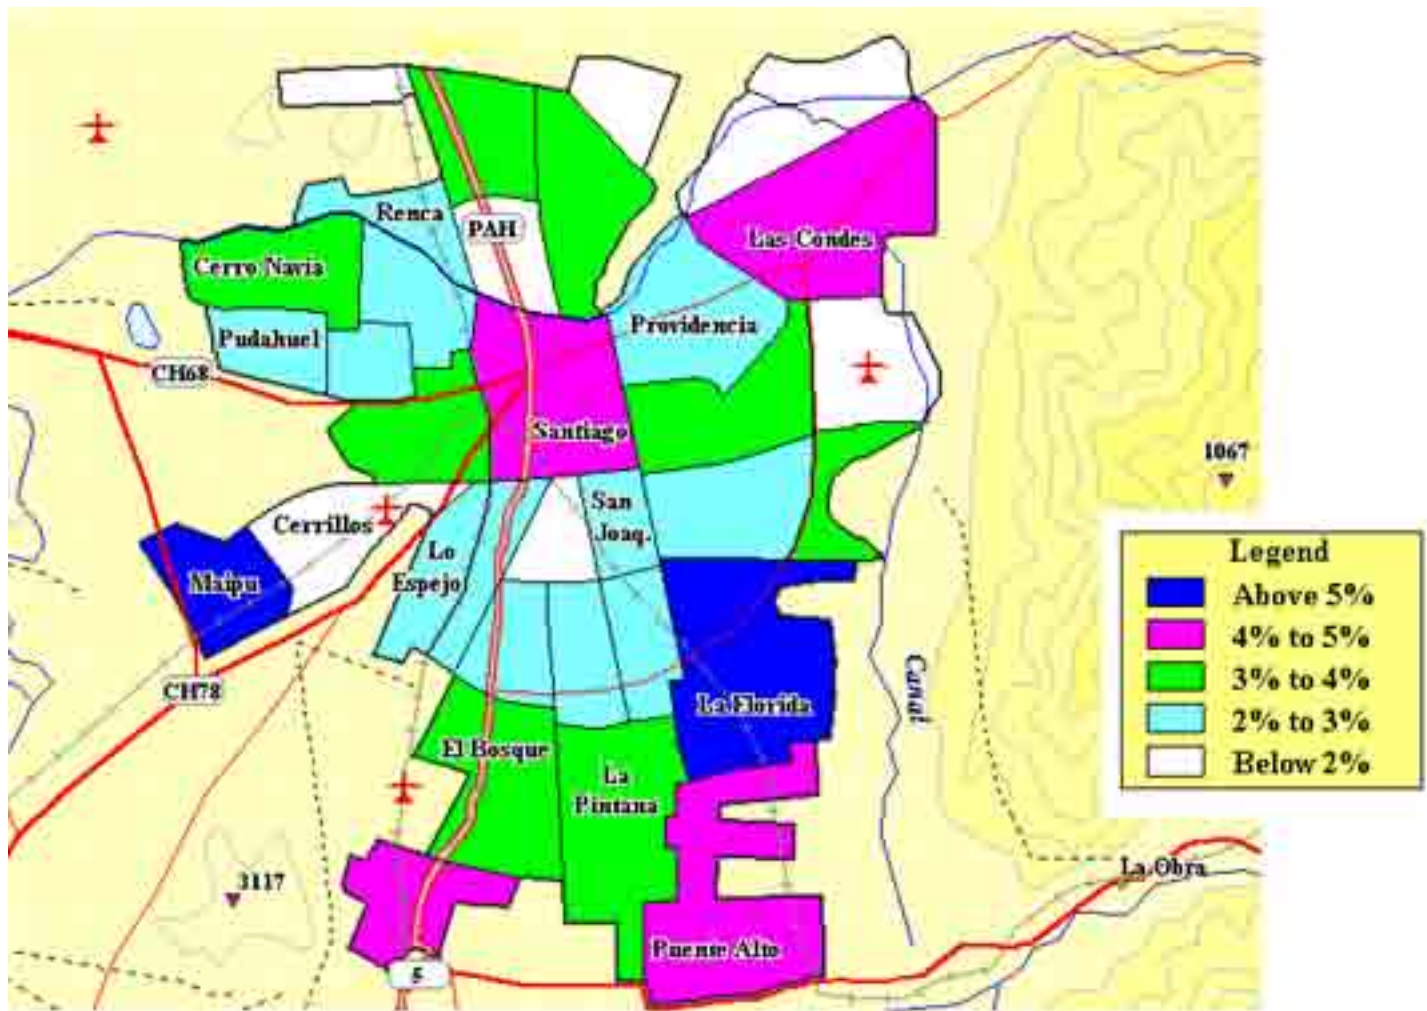 Renca
PAH
Las Condes
Cerro Navia
Providencia
Pudahuel
CH68
Santiago
1067
San
Joaq.
Cerrillos
Lo
Espejo
Maipu
Legend
Above 5%
4% to 5%
3% to 4%
2% to 3%
Below 2%
CH78
Canal
La Florida
El Bosque
La
Pintana
La Obra
3117
Puense Alto
5